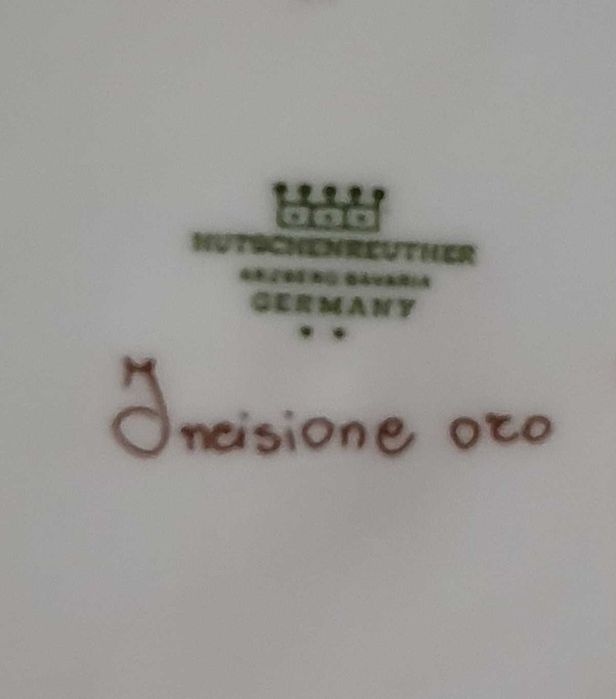 HUTSCHENREUTHER
ARZBERG BAVARIA
GERMANY
Incisione oro